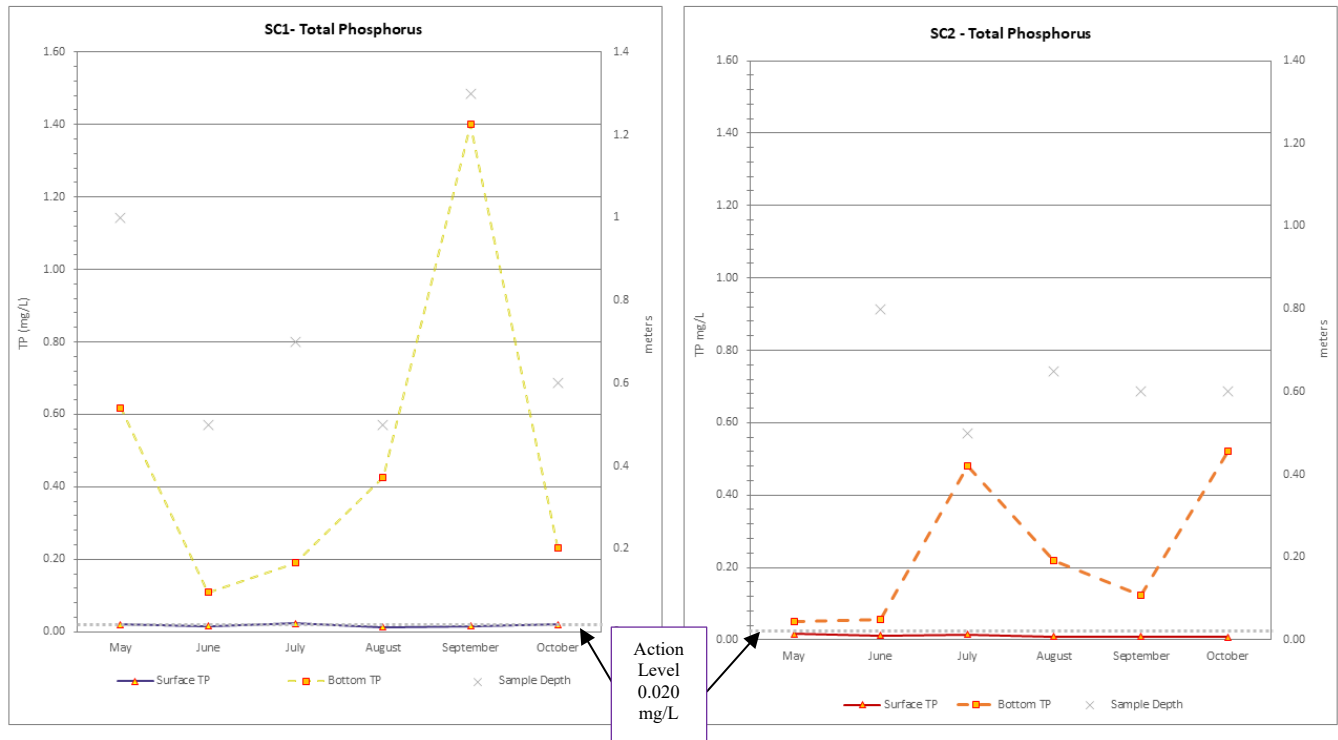 SC1- Total Phosphorus
1.60
1.40
1.20
1.00
0.80
0.60
0.40
0.20
0.00
TP (mg/L)
1.4
1.2
1
0.8
0.6
0.4
0.2
meters
May June July August September October
Surface TP Bottom TP Sample Depth
SC2 - Total Phosphorus
1.60
1.40
1.20
1.00
0.80
0.60
0.40
0.20
0.00
TP mg/L
1.40
1.20
1.00
0.80
0.60
0.40
0.20
0.00
meters
May June July August September October
Surface TP Bottom TP Sample Depth
Action
Level
0.020
mg/L